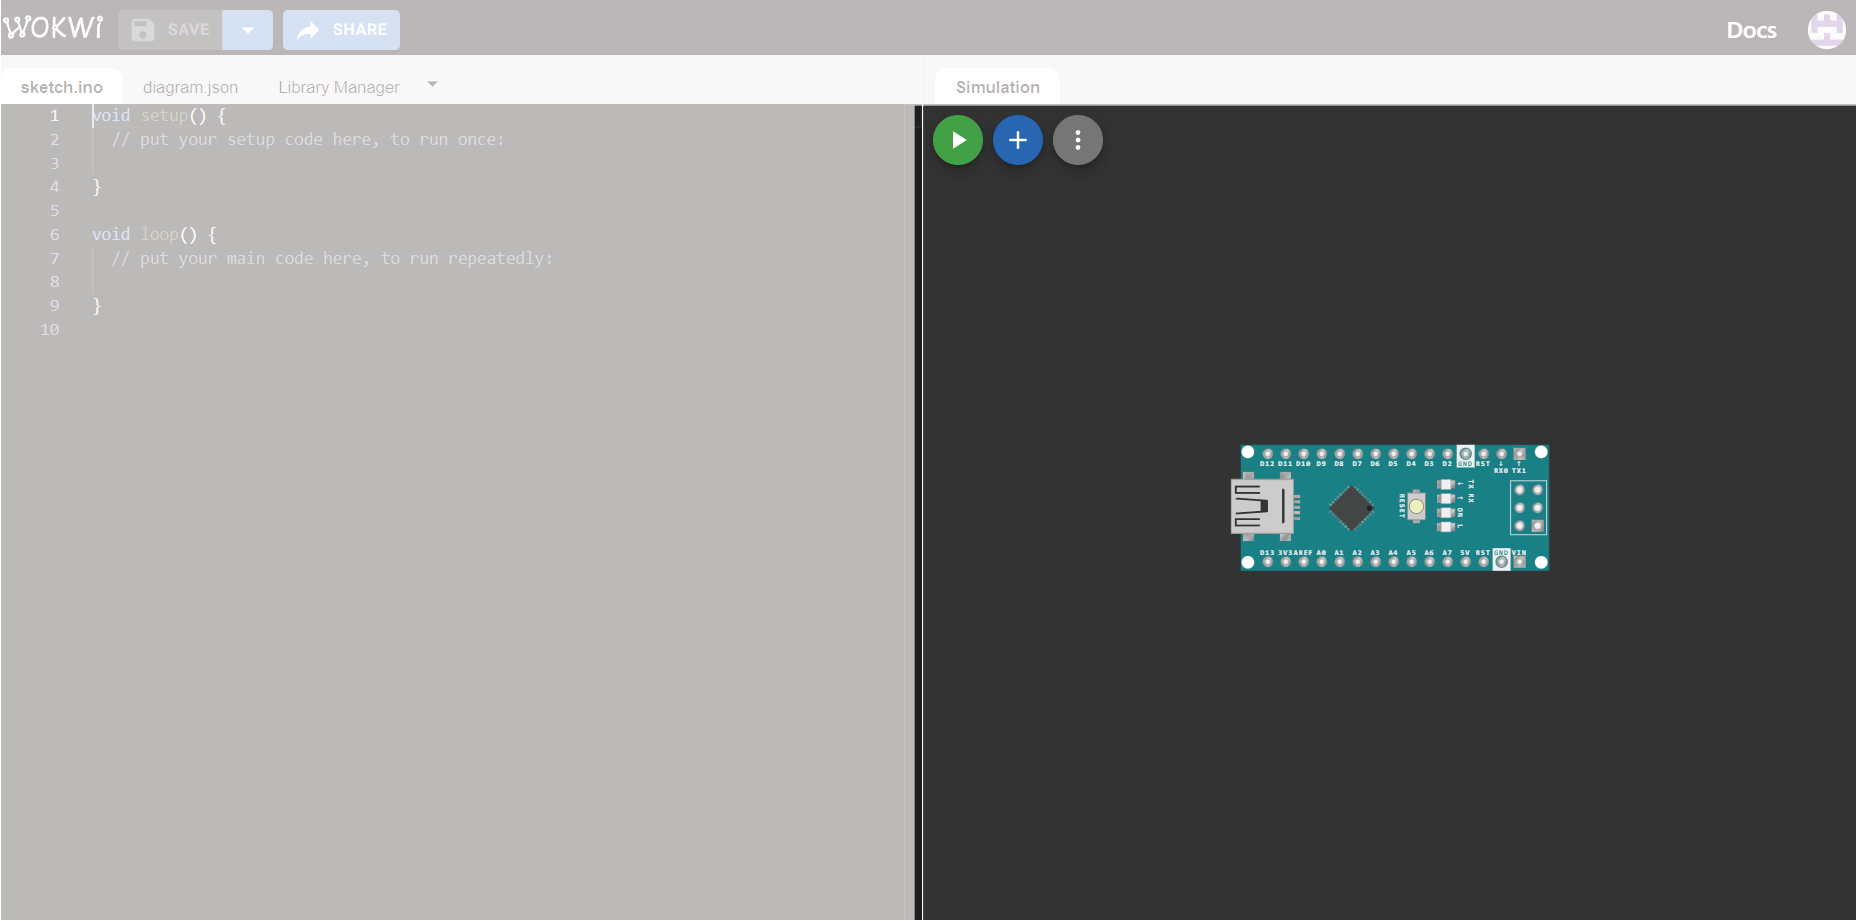 WOKWI SAVE SHARE Docs
sketch.ino diagram.json Library Manager Simulation
1 void setup() {
2 // put your setup code here, to run once:
3
4 }
5
6 void loop() {
7 // put your main code here, to run repeatedly:
8
9 }
10
D12 D11 D10 D9 D8 D7 D6 D5 D4 D3 D2 GND RST RX0 TX1
RESET
TX
RX
ON
L
D13 3V3 AREF A0 A1 A2 A3 A4 A5 A6 A7 5V RST GND VIN